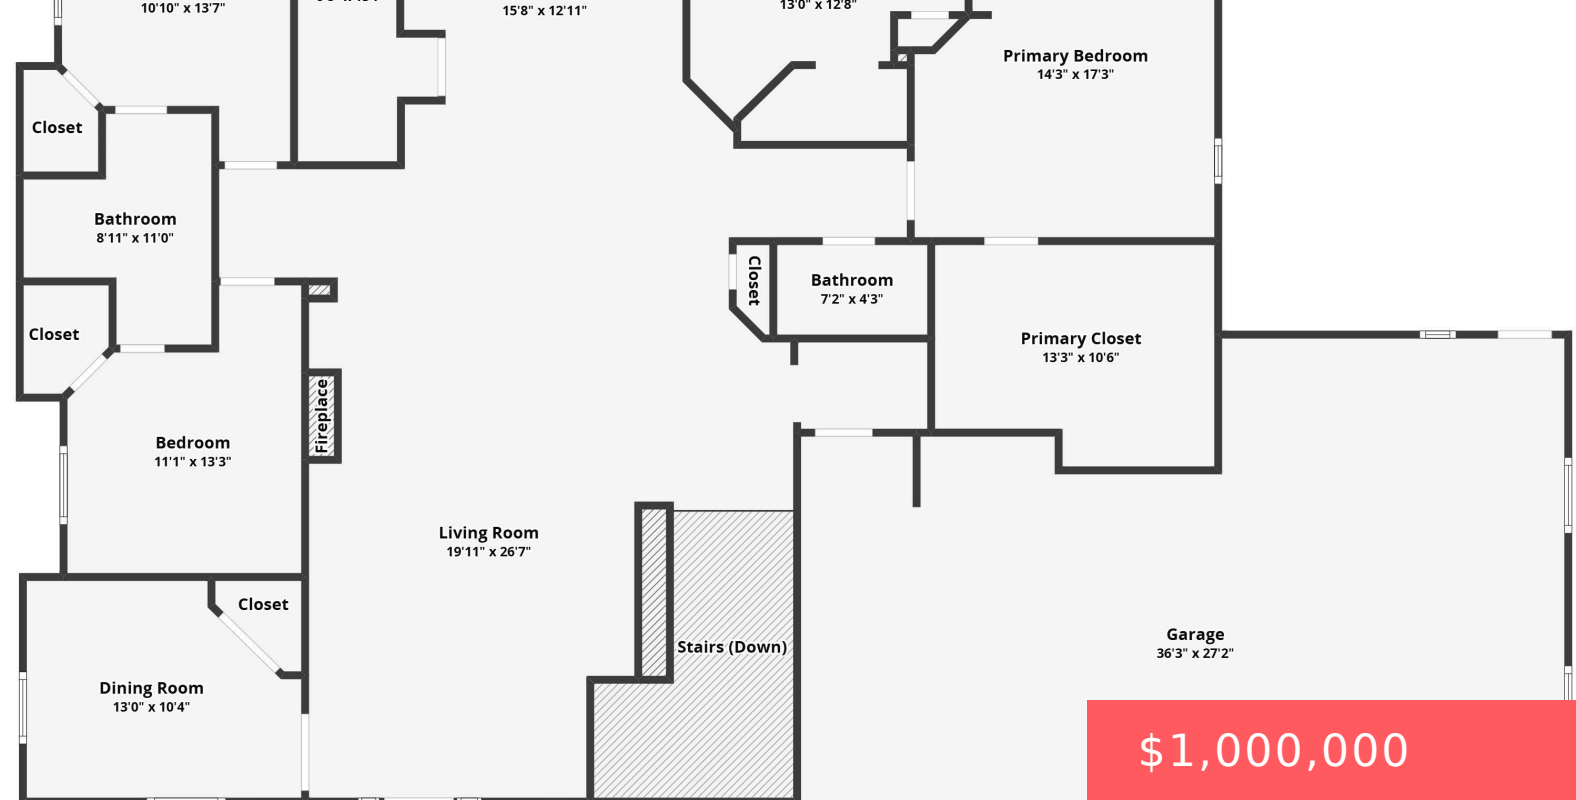 10'10" x 13'7"
15'8" x 12'11"
13'0" x 12'8"
Primary Bedroom
14'3" x 17'3"
Closet
Bathroom
8'11" x 11'0"
Closet
Bathroom
7'2" x 4'3"
Primary Closet
13'3" x 10'6"
Closet
Fireplace
Bedroom
11'1" x 13'3"
Living Room
19'11" x 26'7"
Closet
Stairs (Down)
Garage
36'3" x 27'2"
Dining Room
13'0" x 10'4"
$1,000,000